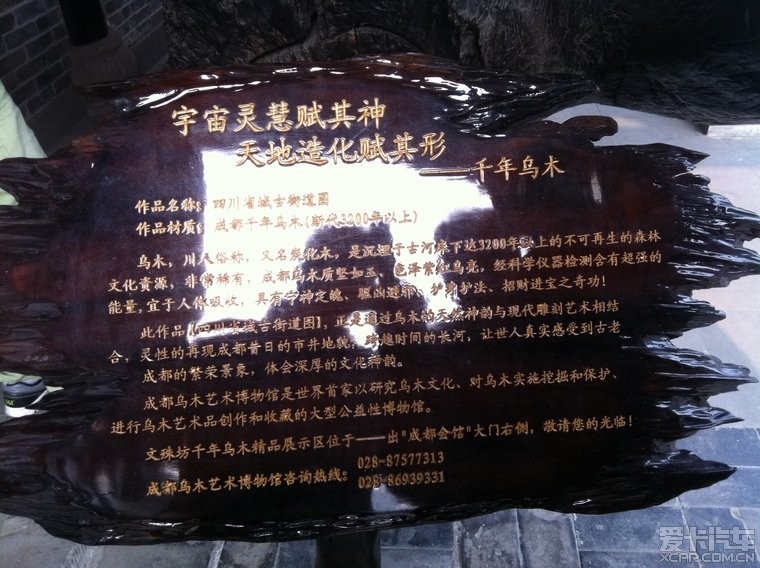 宇宙灵慧赋其神
天地造化赋其形
——千年乌木
作品名称：四川省城古街道图
作品材质：成都千年乌木(断代3200年以上)
乌木，川人俗称，又名炭化木，是沉埋于古河床下达3200年以上的不可再生的森林
文化资源，非常稀有，成都乌木质坚如玉、色泽紫红乌亮，经科学仪器检测含有超强的
能量，宜于人体吸收，具有宁神定魄、驱凶避邪、护身护法、招财进宝之奇功！
此作品【四川省城古街道图】，正是通过乌木的天然神韵与现代雕刻艺术相结
合，灵性的再现成都昔日的市井地貌，跨越时间的长河，让世人真实感受到古老
成都的繁荣景象，体会深厚的文化神韵。
成都乌木艺术博物馆是世界首家以研究乌木文化、对乌木实施挖掘和保护、
进行乌木艺术品创作和收藏的大型公益性博物馆。
文珠坊千年乌木精品展示区位于——出"成都会馆"大门右侧，敬请您的光临！
成都乌木艺术博物馆咨询热线：028-87577313
028-86939331
爱卡汽车
XCAR.COM.CN